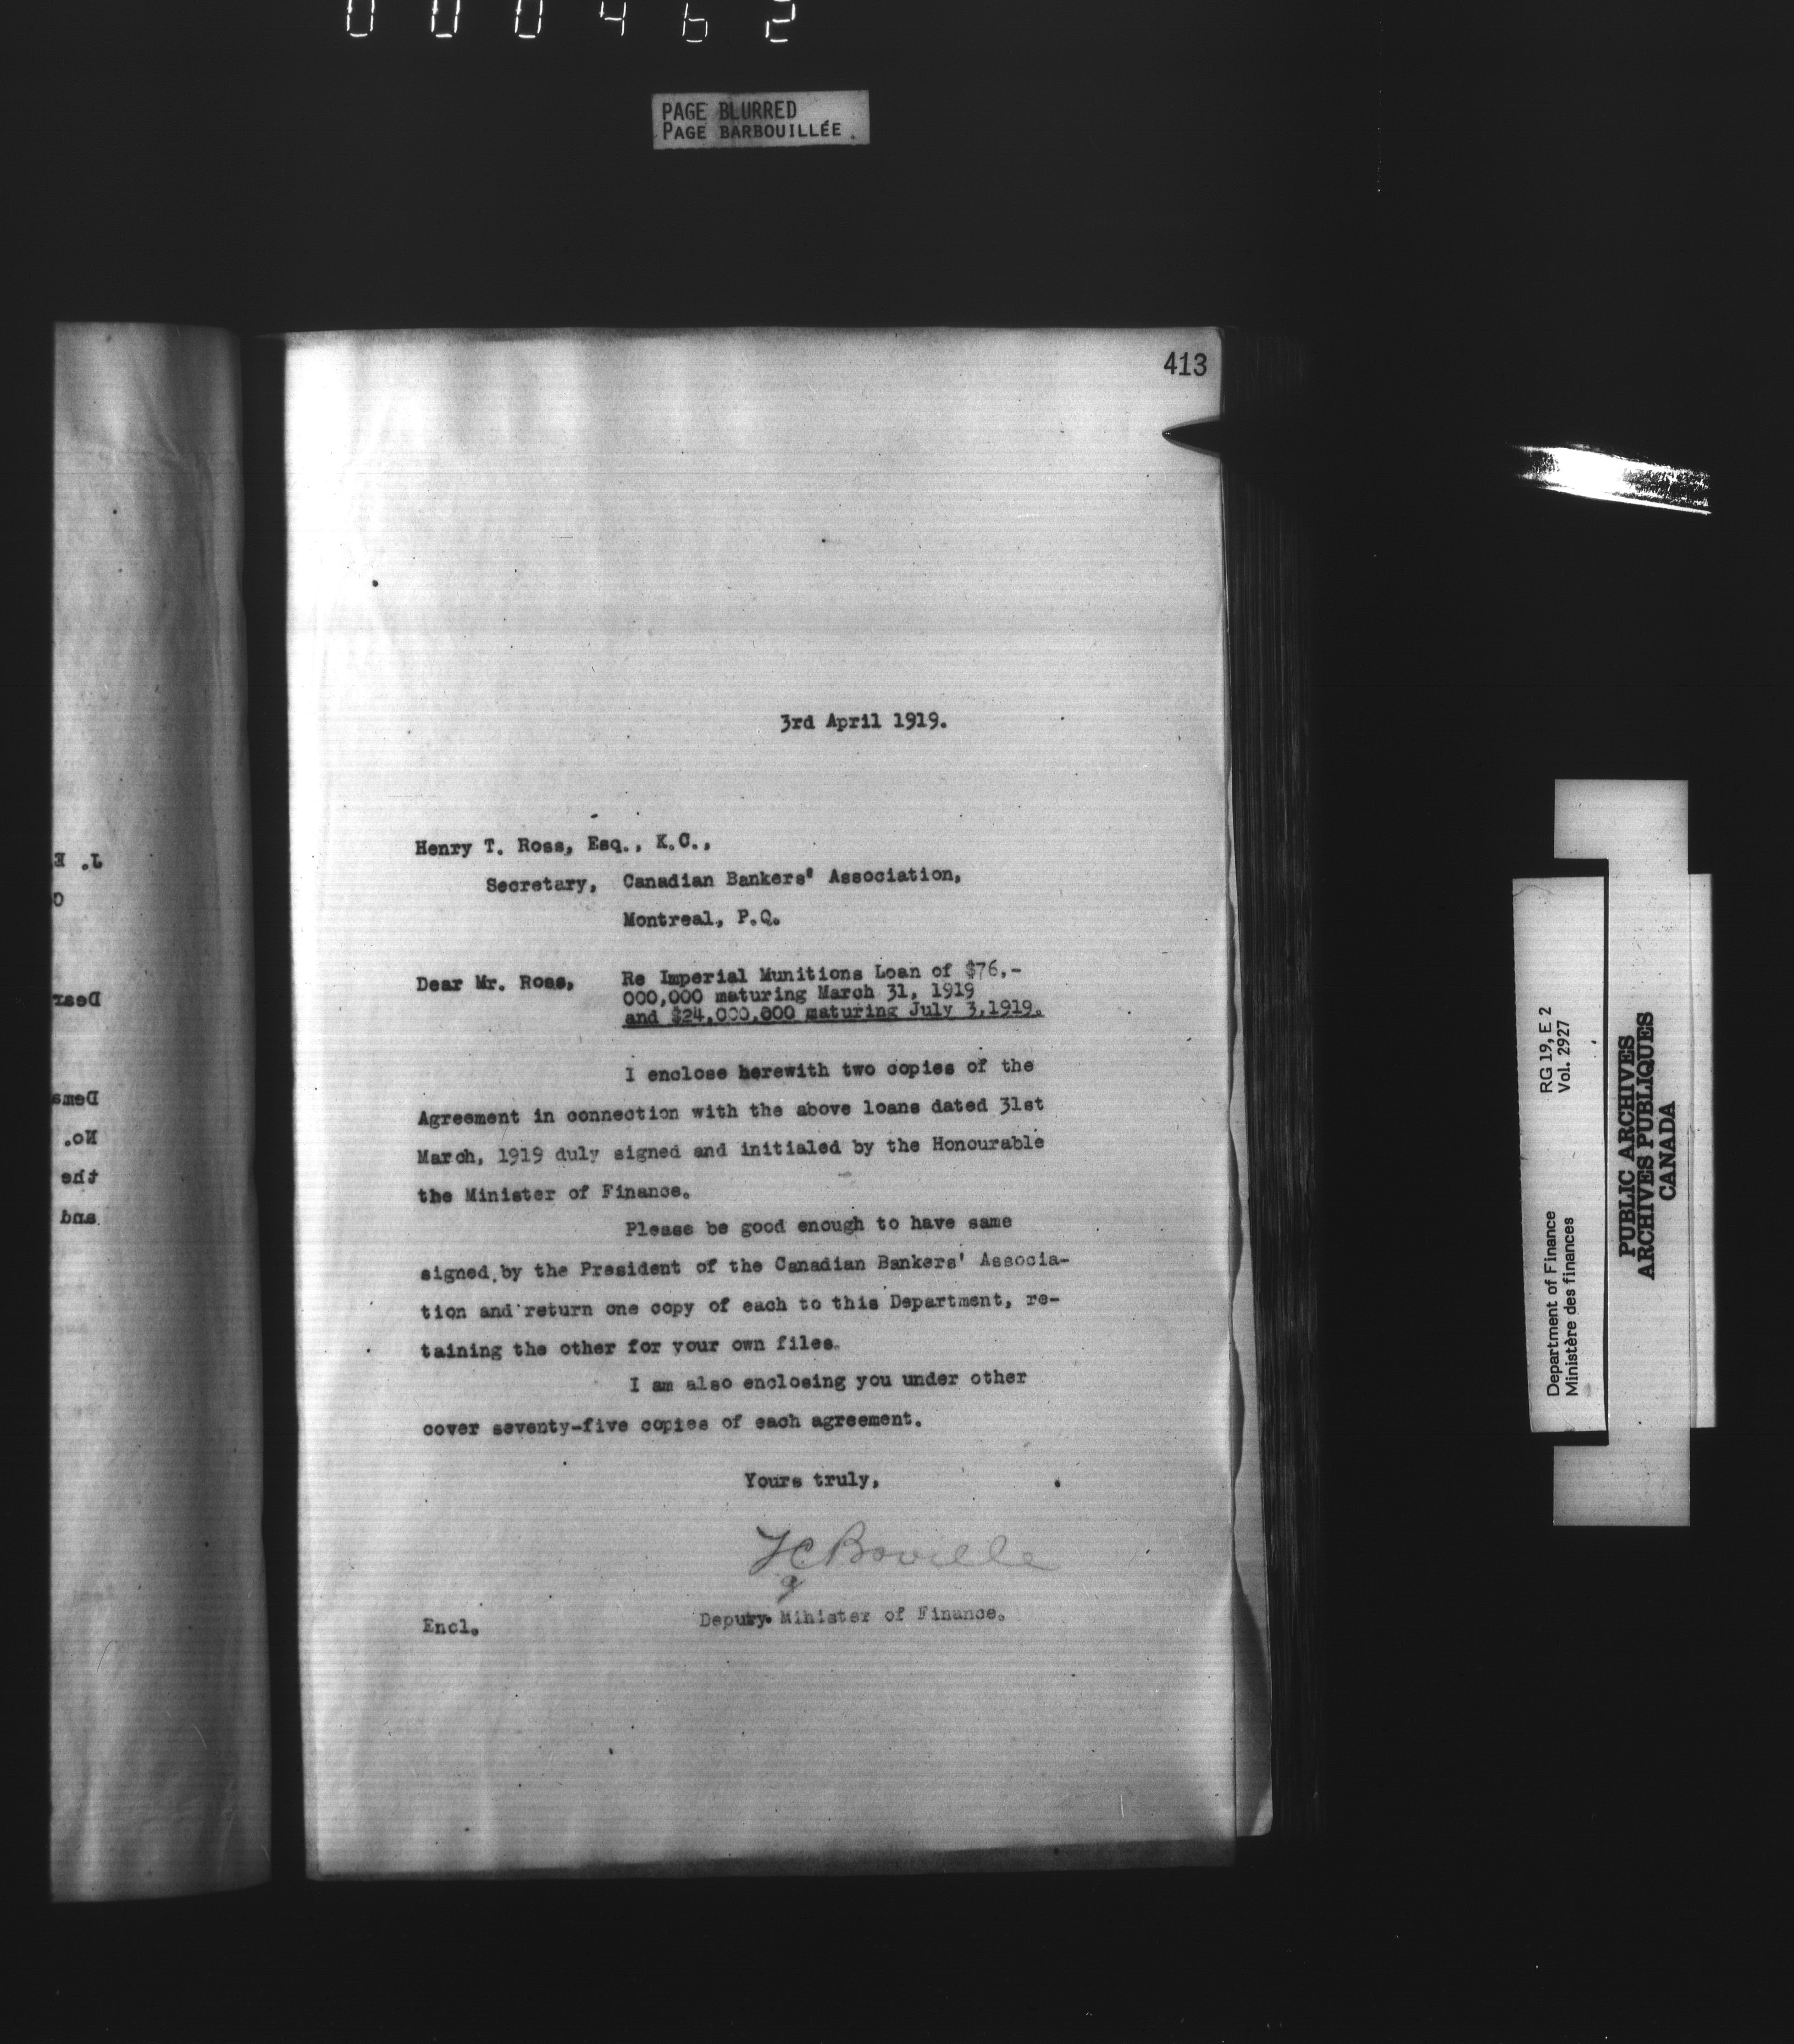 000462
PAGE BLURRED
PAGE BARBOUILLÉE
413
3rd April 1919.
Henry T. Ross, Esq., K.C.,
Secretary, Canadian Bankers' Association,
Montreal, P.Q.
Dear Mr. Ross,
Re Imperial Munitions Loan of $76,-
000,000 maturing March 31, 1919
and $24,000,000 maturing July 3,1919.
I enclose herewith two copies of the
Agreement in connection with the above loans dated 31st
March, 1919 duly signed and initialed by the Honourable
the Minister of Finance.
Please be good enough to have same
signed by the President of the Canadian Bankers' Associa-
tion and return one copy of each to this Department, re-
taining the other for your own files.
I am also enclosing you under other
cover seventy-five copies of each agreement.
Yours truly,
TC Boville
Deputy Minister of Finance.
Encl.
Dear
No.
the
and
RG 19, E 2
Vol. 2927
Department of Finance
Ministère des finances
PUBLIC ARCHIVES
ARCHIVES PUBLIQUES
CANADA